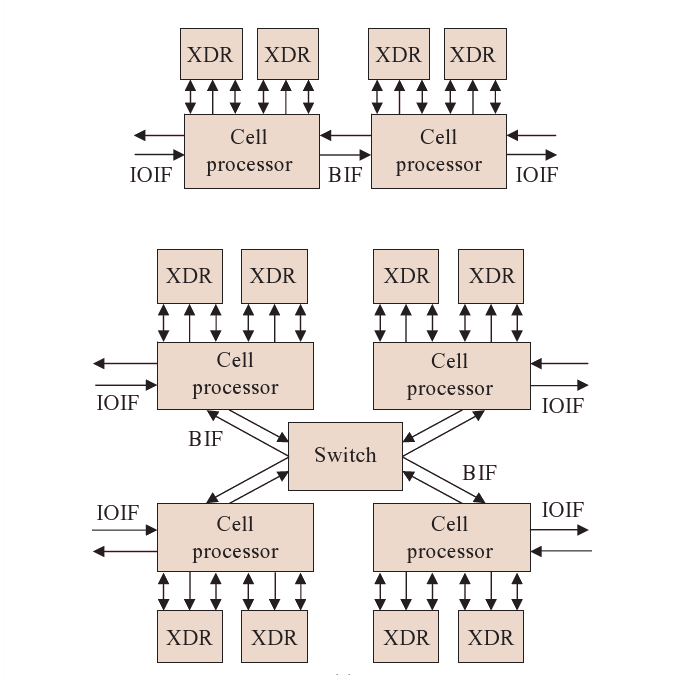 XDR XDR XDR XDR
Cell processor Cell processor
IOIF BIF IOIF
XDR XDR XDR XDR
Cell processor Cell processor
IOIF IOIF
BIF
Switch
BIF
IOIF IOIF
Cell processor Cell processor
XDR XDR XDR XDR